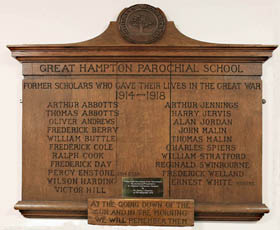 GREAT HAMPTON PAROCHIAL SCHOOL
FORMER SCHOLARS WHO GAVE THEIR LIVES IN THE GREAT WAR
1914-1918
ARTHUR ABBOTTS
THOMAS ABBOTTS
OLIVER ANDREWS
FREDERICK BERRY
WILLIAM BUTTLE
FREDERICK COLE
RALPH COOK
FREDERICK DAY
PERCY ENSTONE
WILSON HARDING
VICTOR HILL
ARTHUR JENNINGS
HARRY JERVIS
ALAN JORDAN
JOHN MALIN
THOMAS MALIN
CHARLES SPIERS
WILLIAM STRATFORD
REGINALD SWINBOURNE
FREDERICK WELLAND
ERNEST WHITE
AT THE GOING DOWN OF THE
SUN AND IN THE MORNING
WE WILL REMEMBER THEM